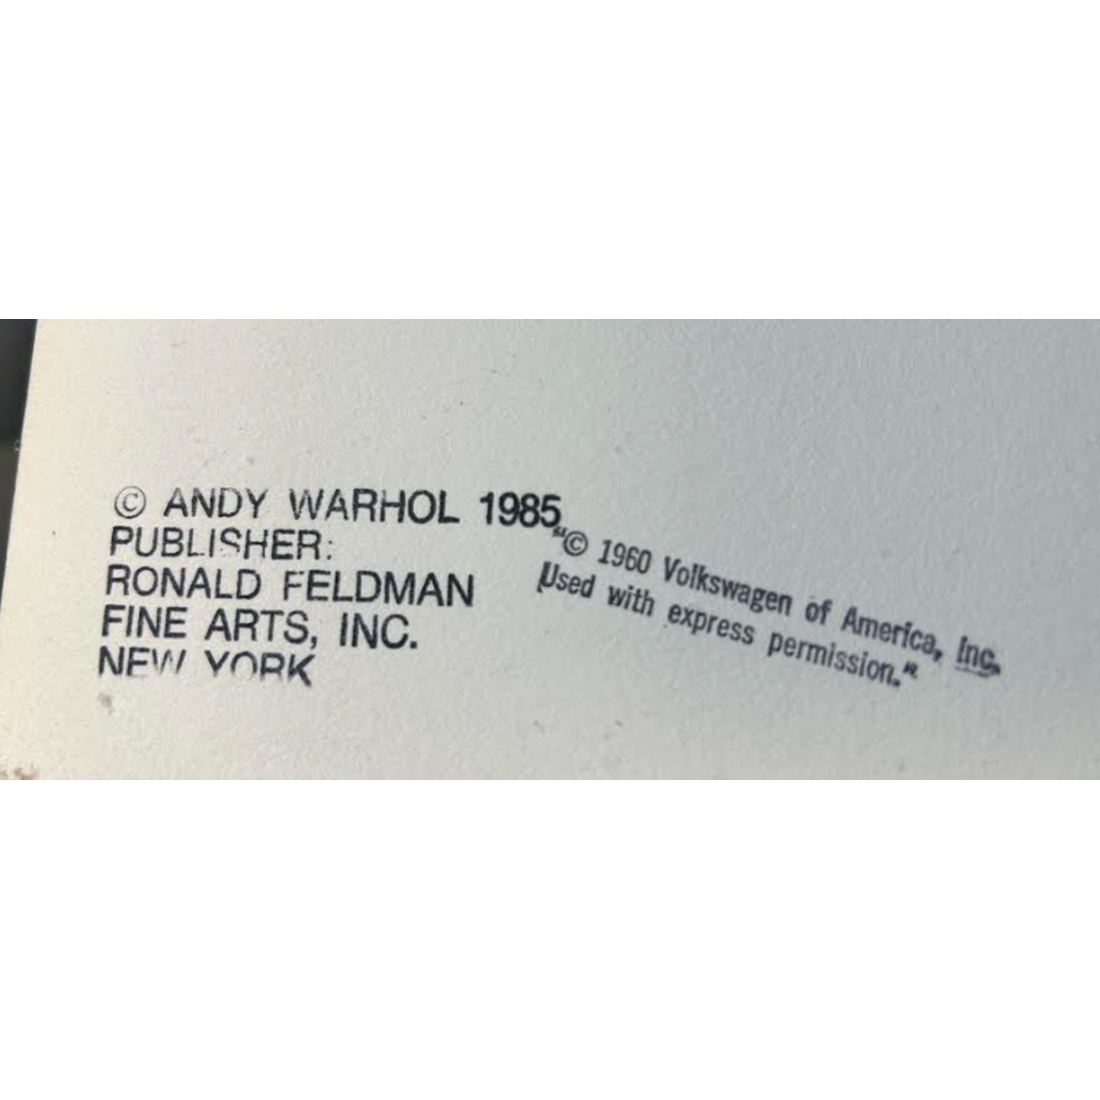 © ANDY WARHOL 1985
PUBLISHER:
RONALD FELDMAN
FINE ARTS, INC.
NEW YORK
"© 1960 Volkswagen of America, Inc.
Used with express permission."